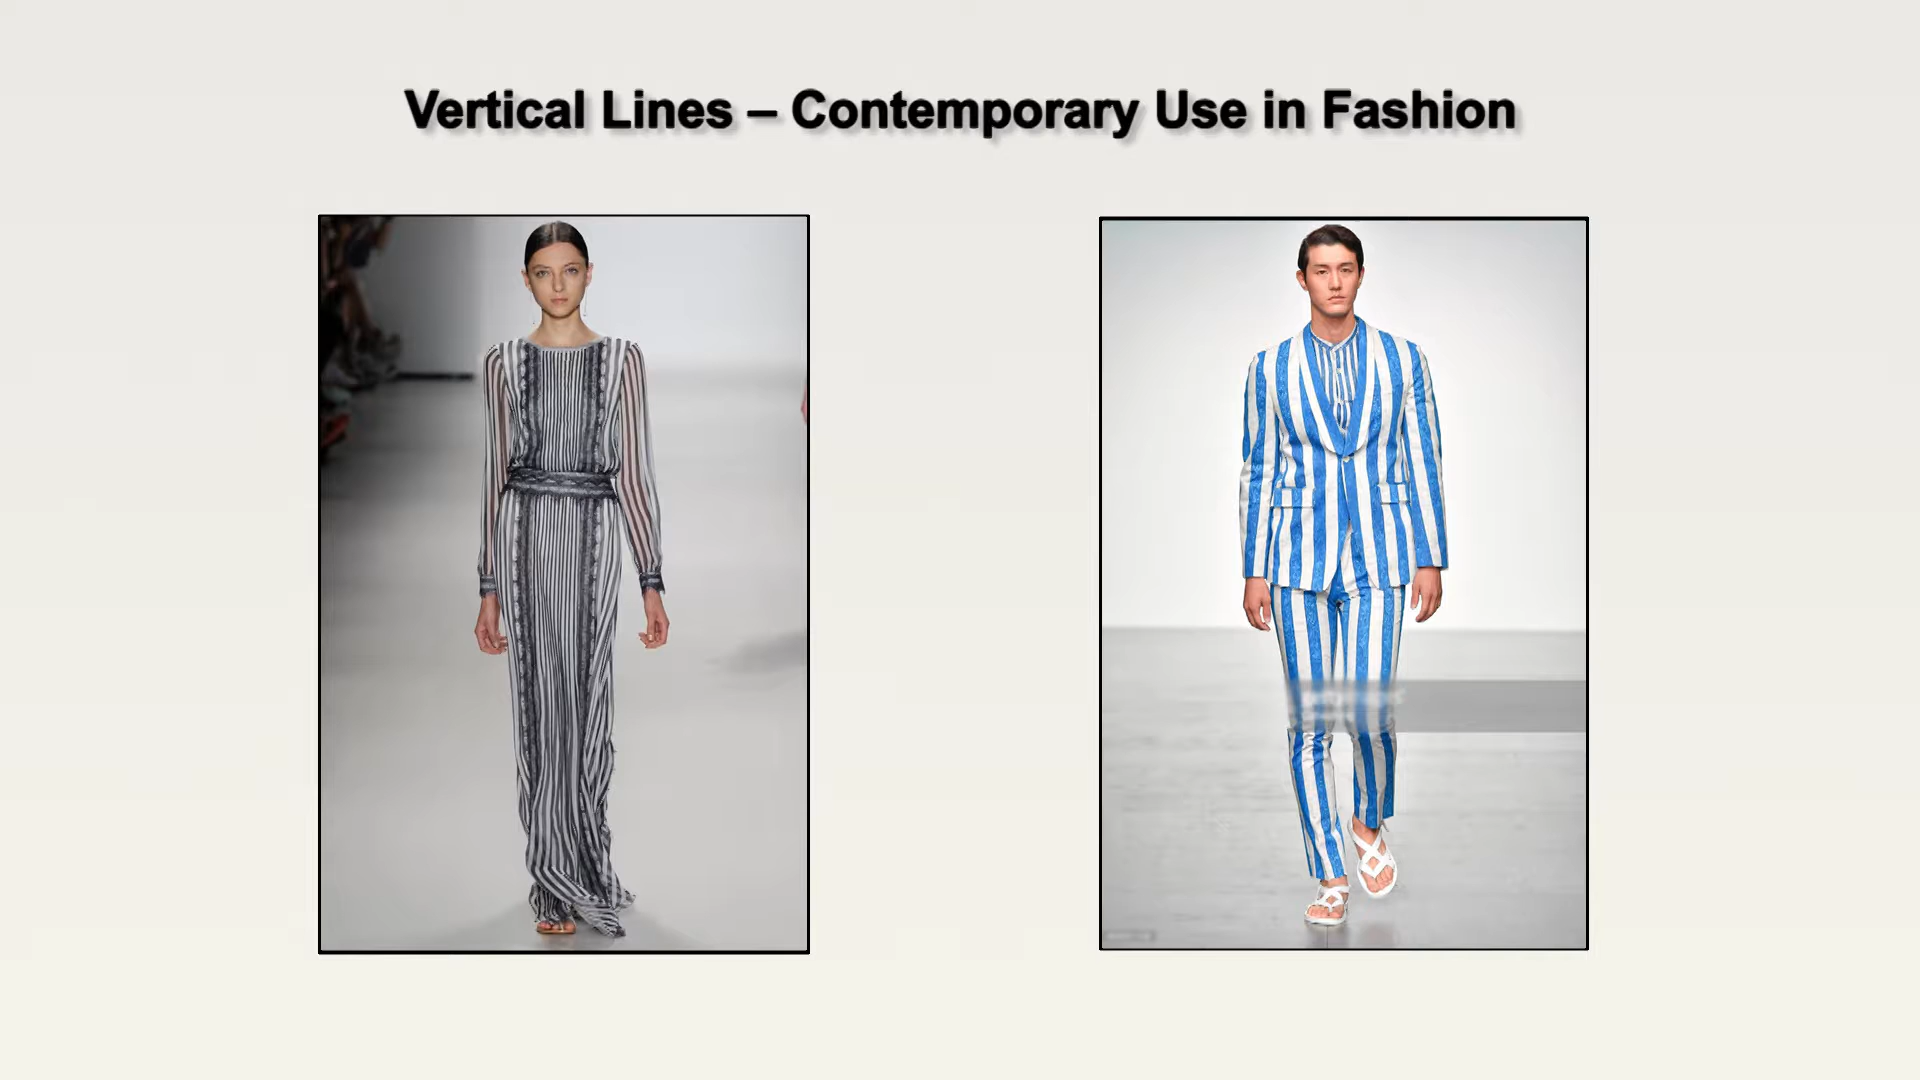 Vertical Lines – Contemporary Use in Fashion